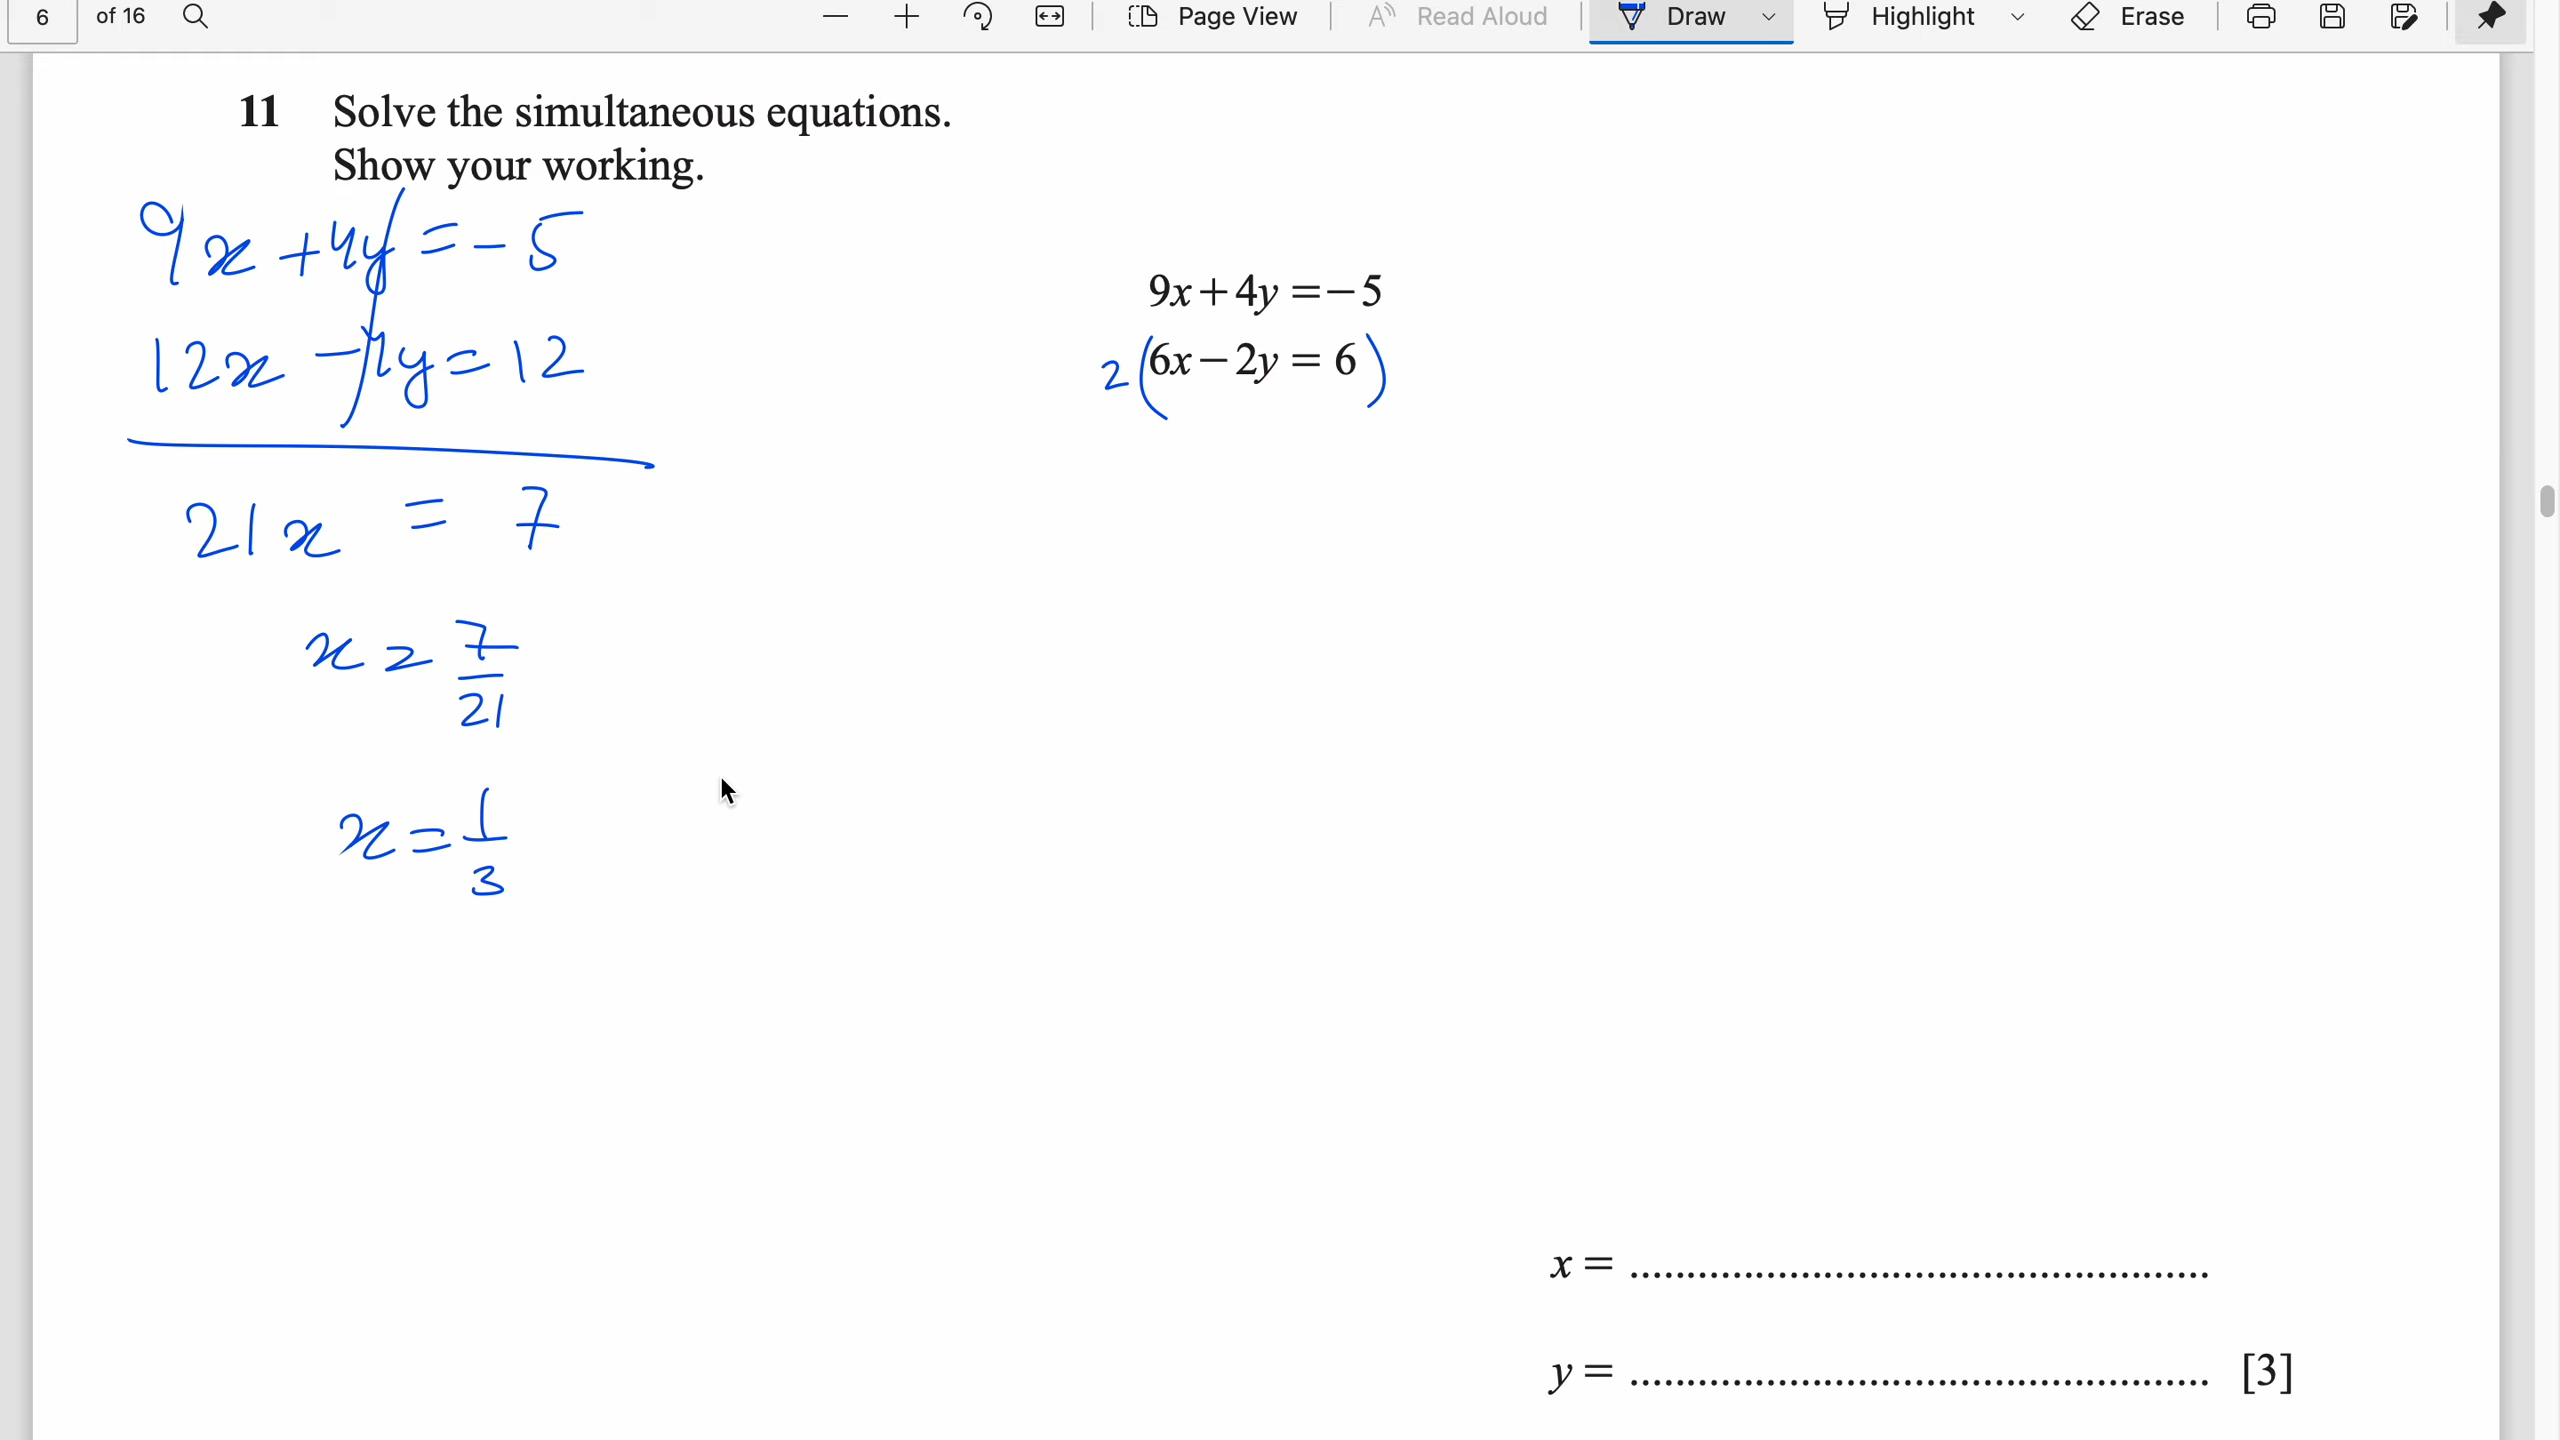 6 of 16 Page View Read Aloud Draw Highlight Erase
11 Solve the simultaneous equations.
Show your working.
9x + 4y = -5
12x - 4y = 12
21x = 7
x = 7/21
x = 1/3
9x + 4y = −5
2(6x − 2y = 6)
x = ..................................................
y = .................................................. [3]